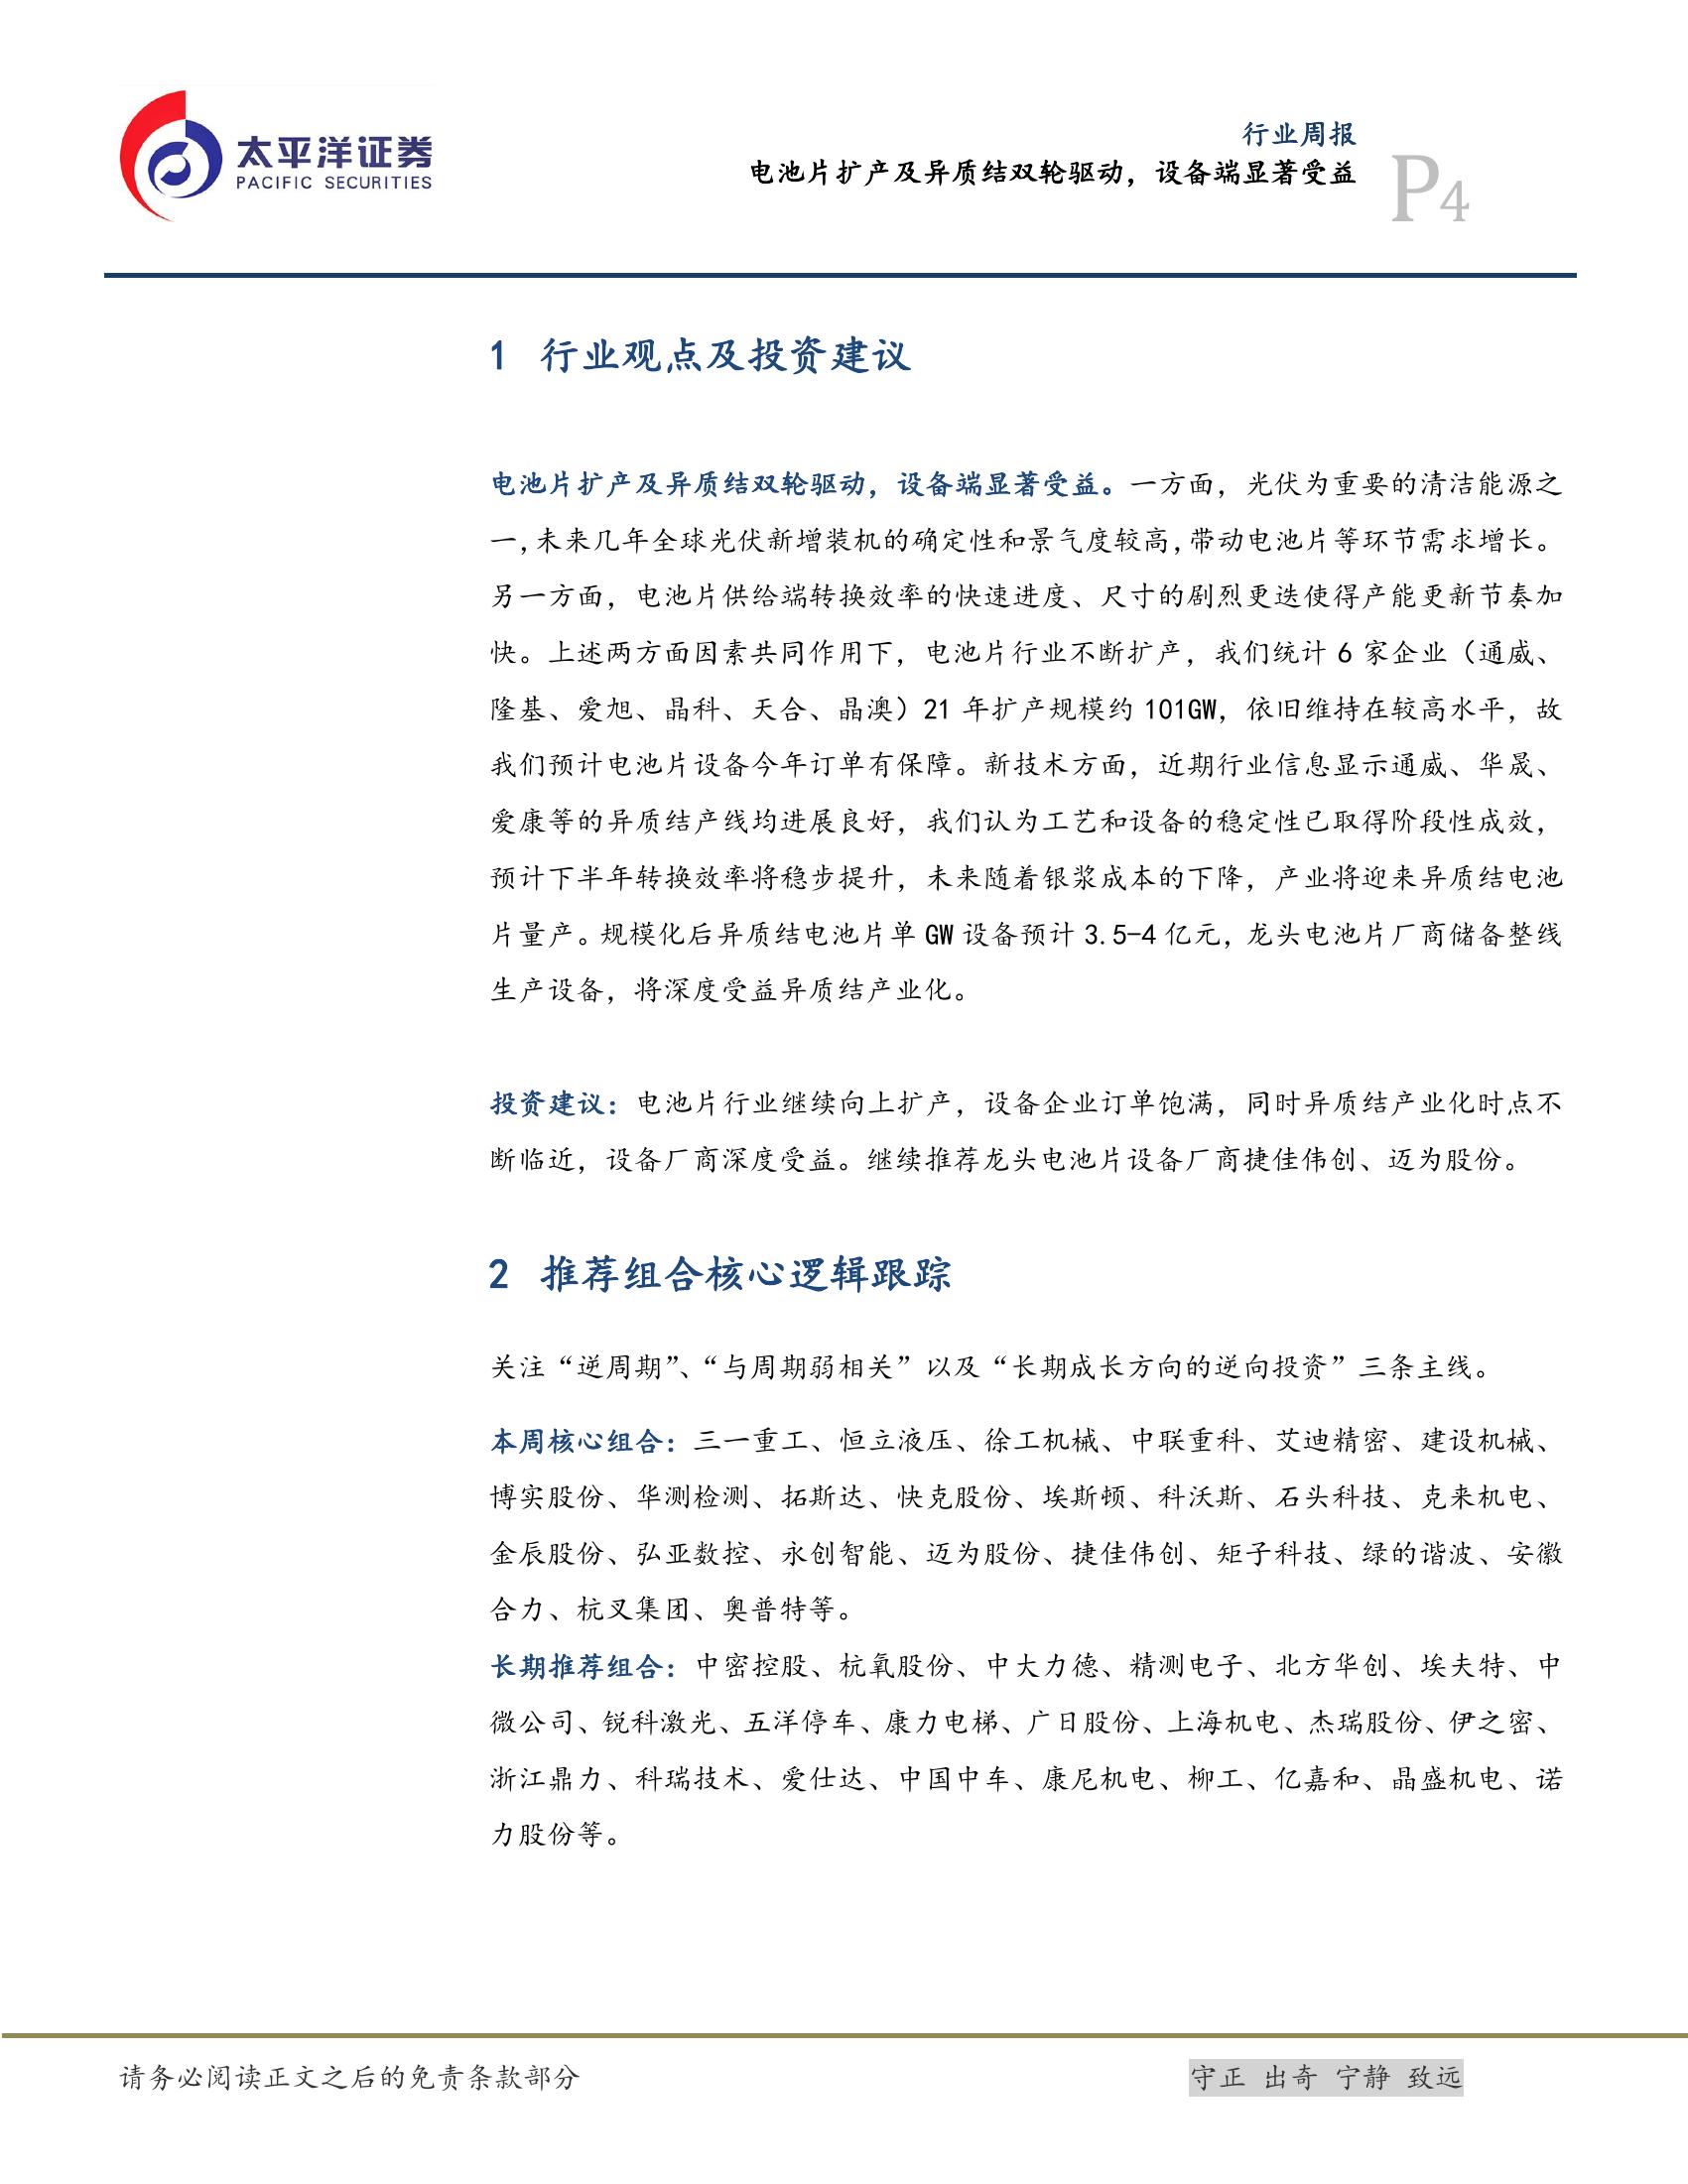 太平洋证券
PACIFIC SECURITIES
行业周报
电池片扩产及异质结双轮驱动，设备端显著受益
P4
1 行业观点及投资建议
电池片扩产及异质结双轮驱动，设备端显著受益。一方面，光伏为重要的清洁能源之
一,未来几年全球光伏新增装机的确定性和景气度较高,带动电池片等环节需求增长。
另一方面，电池片供给端转换效率的快速进度、尺寸的剧烈更迭使得产能更新节奏加
快。上述两方面因素共同作用下，电池片行业不断扩产，我们统计 6 家企业（通威、
隆基、爱旭、晶科、天合、晶澳）21 年扩产规模约 101GW，依旧维持在较高水平，故
我们预计电池片设备今年订单有保障。新技术方面，近期行业信息显示通威、华晟、
爱康等的异质结产线均进展良好，我们认为工艺和设备的稳定性已取得阶段性成效，
预计下半年转换效率将稳步提升，未来随着银浆成本的下降，产业将迎来异质结电池
片量产。规模化后异质结电池片单 GW 设备预计 3.5-4 亿元，龙头电池片厂商储备整线
生产设备，将深度受益异质结产业化。
投资建议：电池片行业继续向上扩产，设备企业订单饱满，同时异质结产业化时点不
断临近，设备厂商深度受益。继续推荐龙头电池片设备厂商捷佳伟创、迈为股份。
2 推荐组合核心逻辑跟踪
关注“逆周期”、“与周期弱相关”以及“长期成长方向的逆向投资”三条主线。
本周核心组合：三一重工、恒立液压、徐工机械、中联重科、艾迪精密、建设机械、
博实股份、华测检测、拓斯达、快克股份、埃斯顿、科沃斯、石头科技、克来机电、
金辰股份、弘亚数控、永创智能、迈为股份、捷佳伟创、矩子科技、绿的谐波、安徽
合力、杭叉集团、奥普特等。
长期推荐组合：中密控股、杭氧股份、中大力德、精测电子、北方华创、埃夫特、中
微公司、锐科激光、五洋停车、康力电梯、广日股份、上海机电、杰瑞股份、伊之密、
浙江鼎力、科瑞技术、爱仕达、中国中车、康尼机电、柳工、亿嘉和、晶盛机电、诺
力股份等。
请务必阅读正文之后的免责条款部分
守正 出奇 宁静 致远